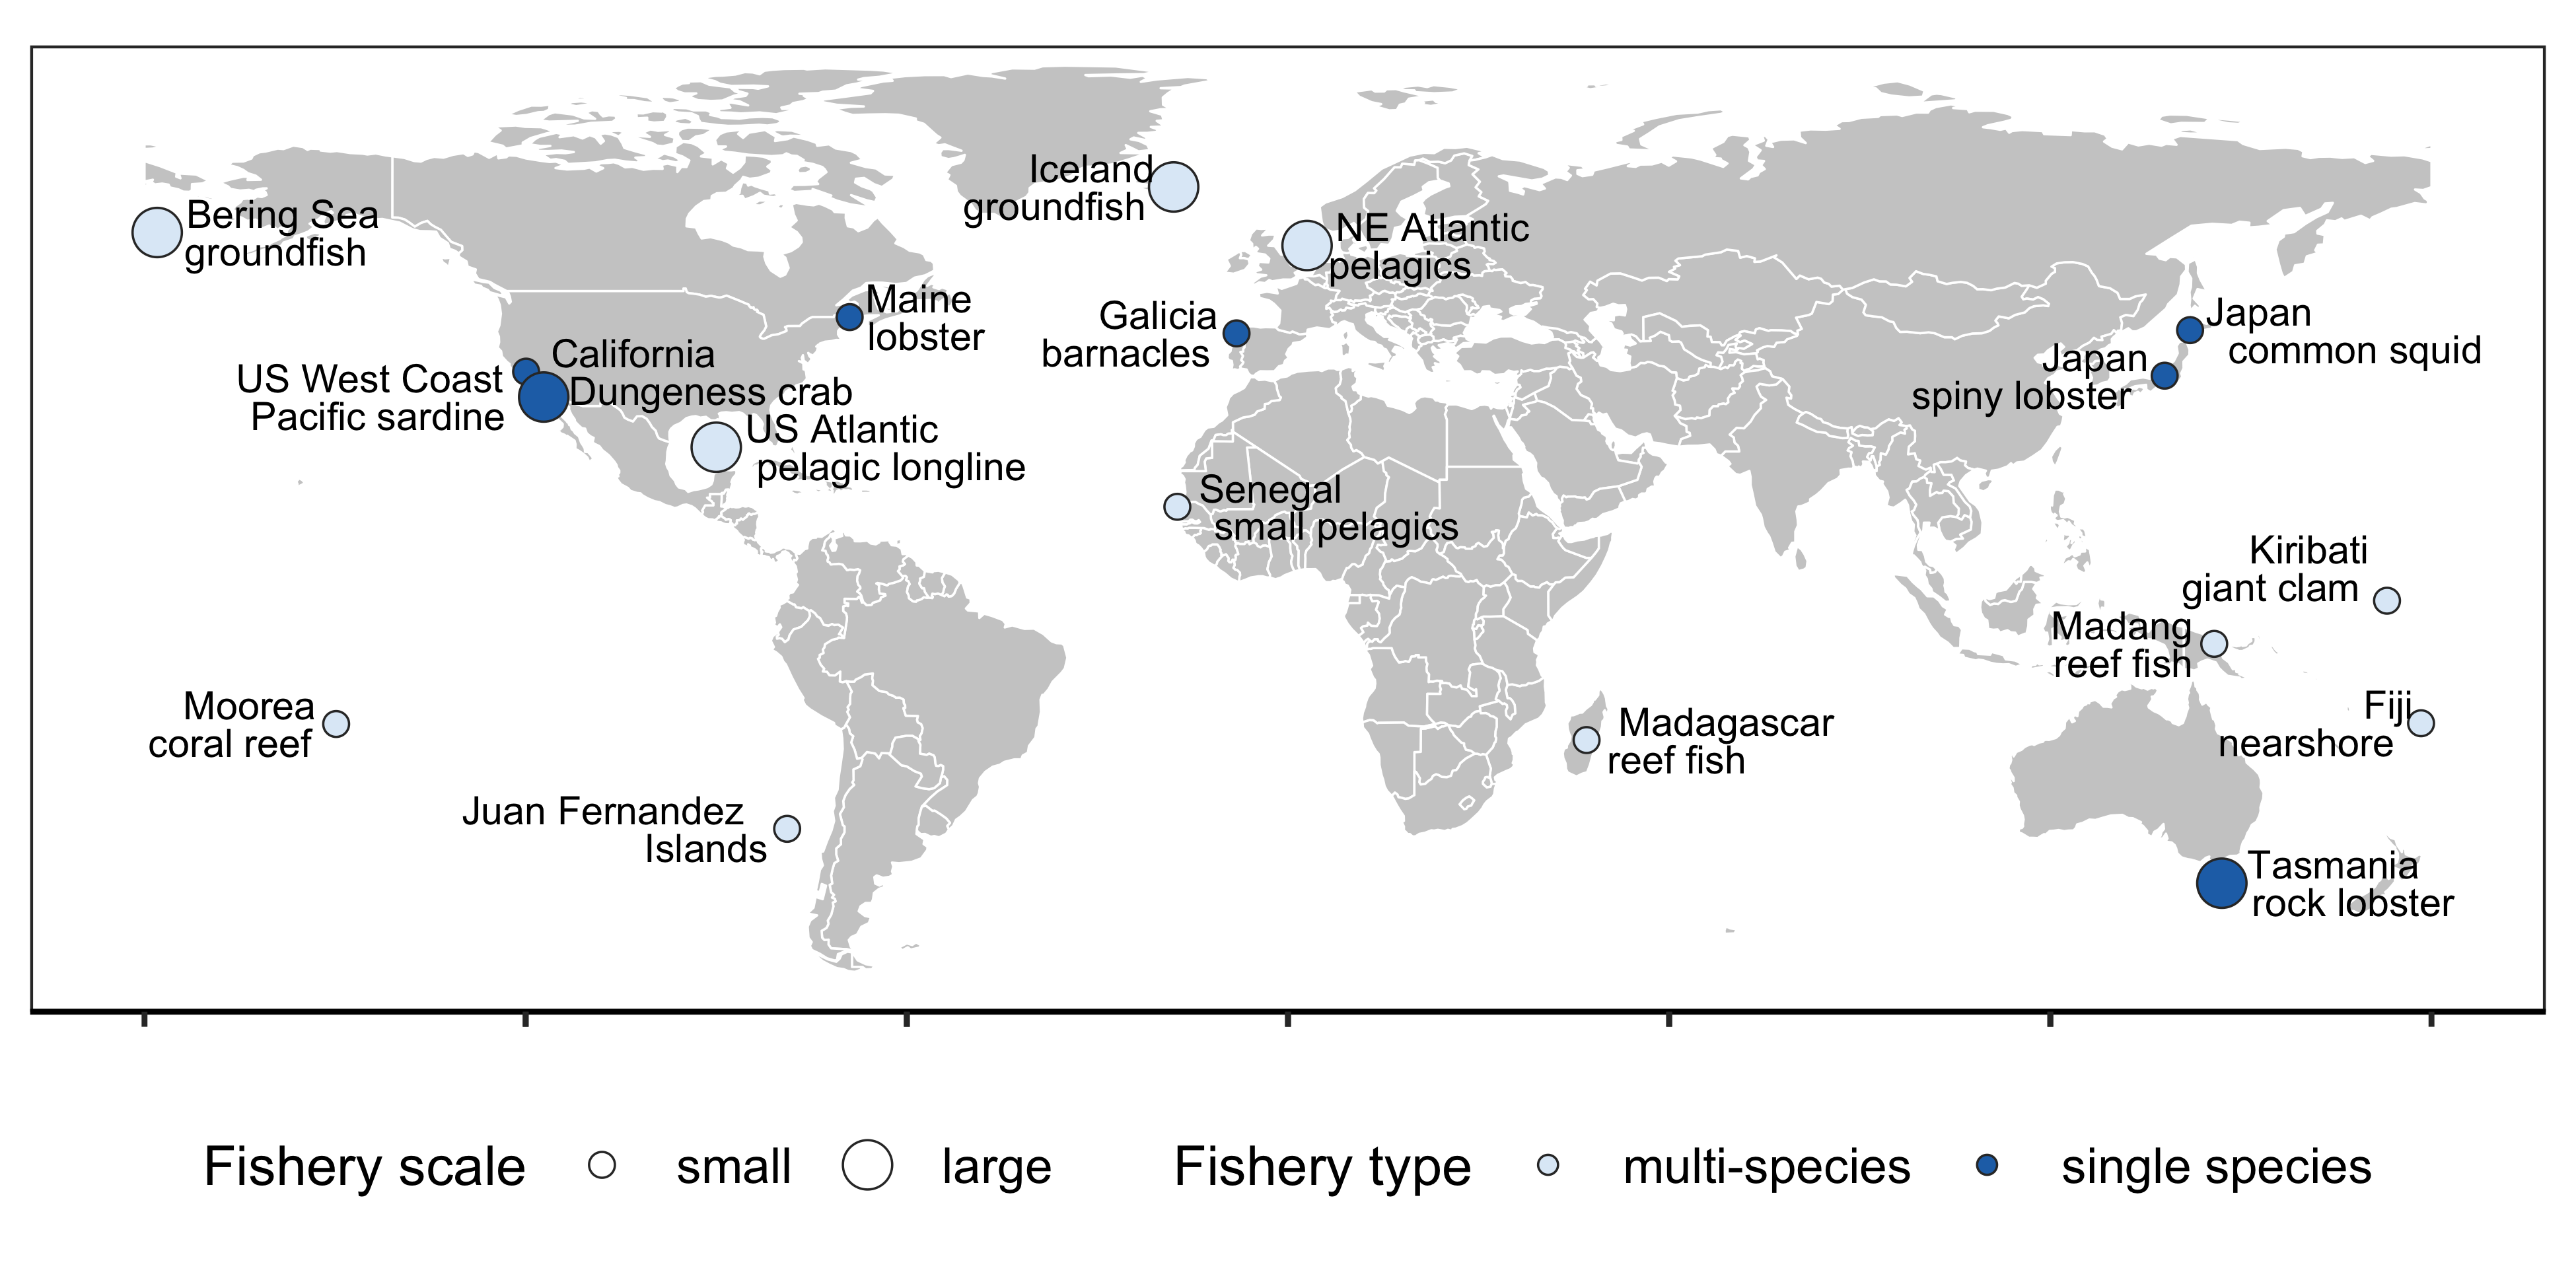 Iceland
groundfish
Bering Sea
groundfish
NE Atlantic
pelagics
Maine
lobster
Galicia
barnacles
Japan
common squid
Japan
spiny lobster
California
Dungeness crab
US West Coast
Pacific sardine
US Atlantic
pelagic longline
Senegal
small pelagics
Kiribati
giant clam
Madang
reef fish
Moorea
coral reef
Madagascar
reef fish
Fiji
nearshore
Juan Fernandez
Islands
Tasmania
rock lobster
Fishery scale small large Fishery type multi-species single species